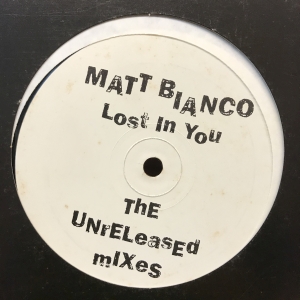 MATT BIANCO
Lost In You
ThE
UNrELeasED
mIXeS